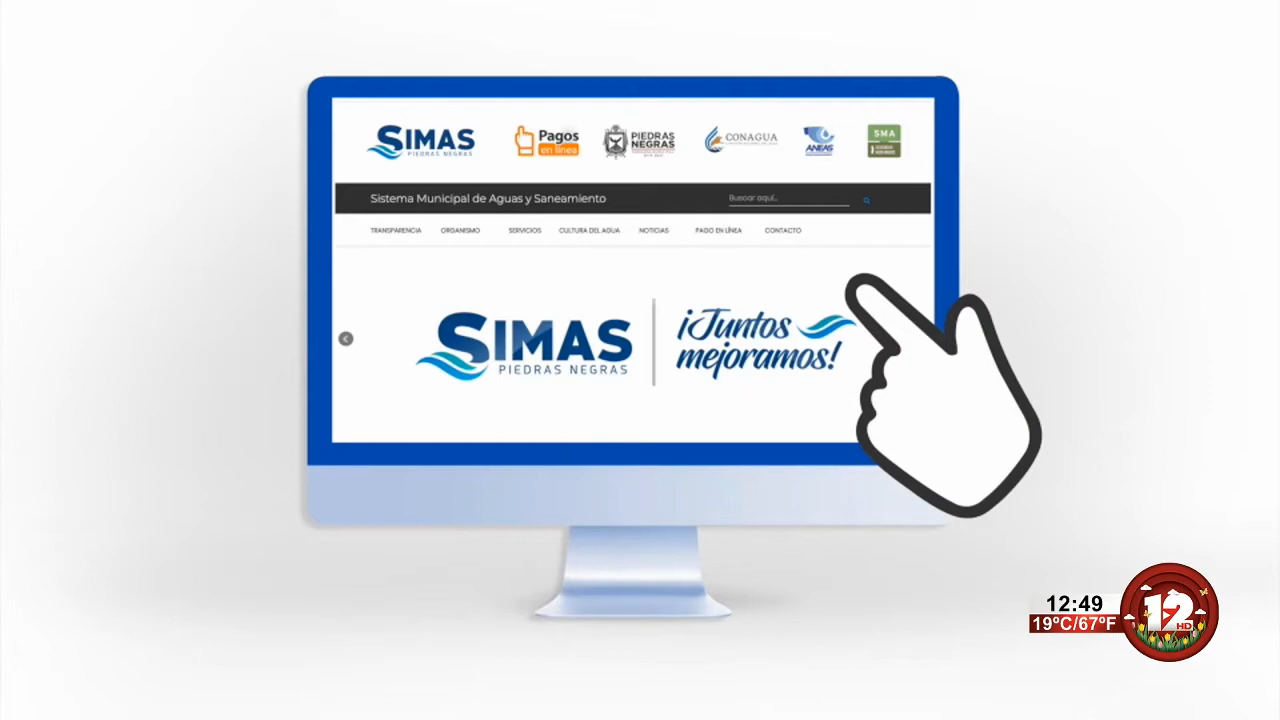 SIMAS
PIEDRAS NEGRAS
Pagos
en línea
PIEDRAS
NEGRAS
CONAGUA
ANEAS
SMA
Sistema Municipal de Aguas y Saneamiento
Buscar aquí...
TRANSPARENCIA ORGANISMO SERVICIOS CULTURA DEL AGUA NOTICIAS PAGO EN LÍNEA CONTACTO
SIMAS
PIEDRAS NEGRAS
¡Juntos
mejoramos!
12:49
19ºC/67ºF
12
HD